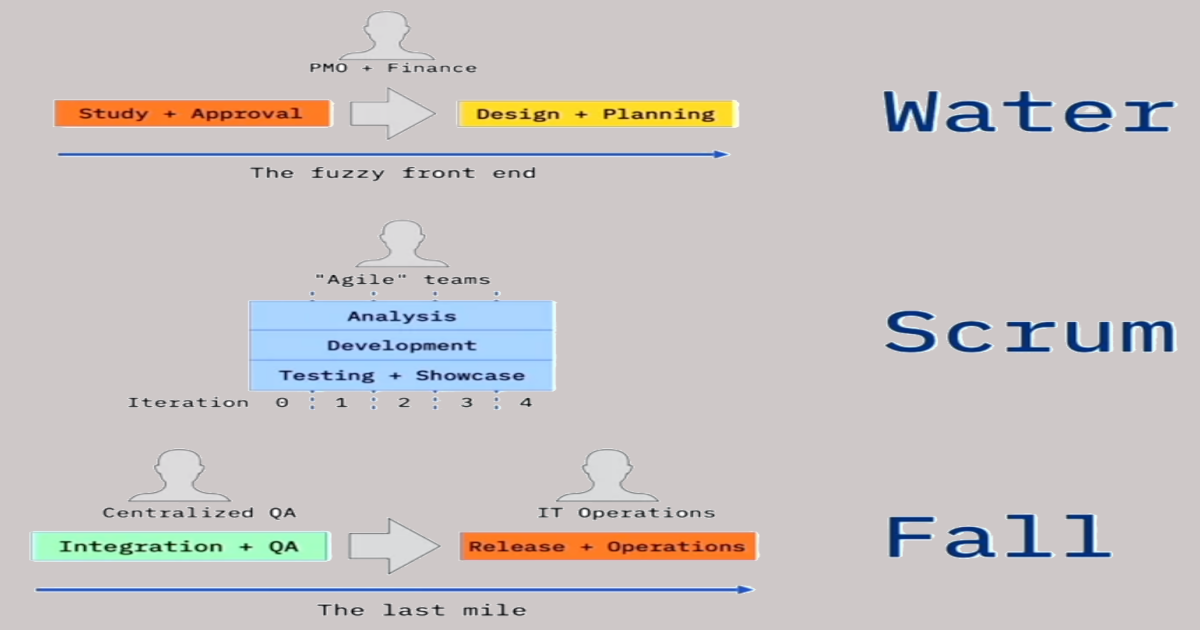 PMO + Finance
Study + Approval
Design + Planning
Water
The fuzzy front end
"Agile" teams
Analysis
Development
Testing + Showcase
Scrum
Iteration 0 1 2 3 4
Centralized QA
IT Operations
Integration + QA
Release + Operations
Fall
The last mile